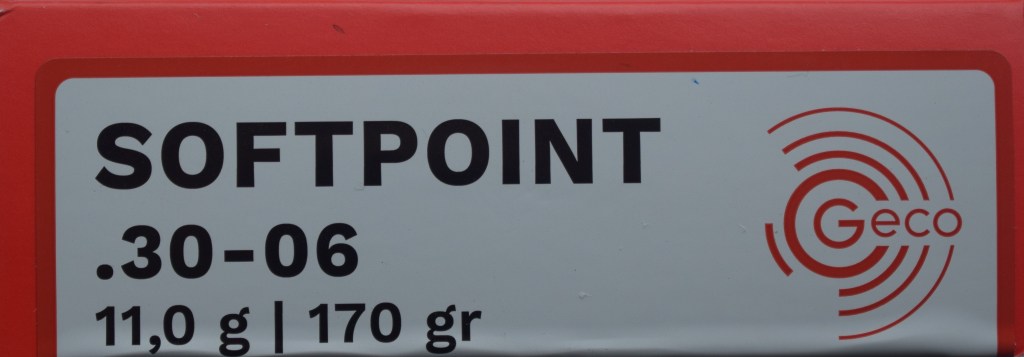 SOFTPOINT
.30-06
11,0 g | 170 gr
Geco